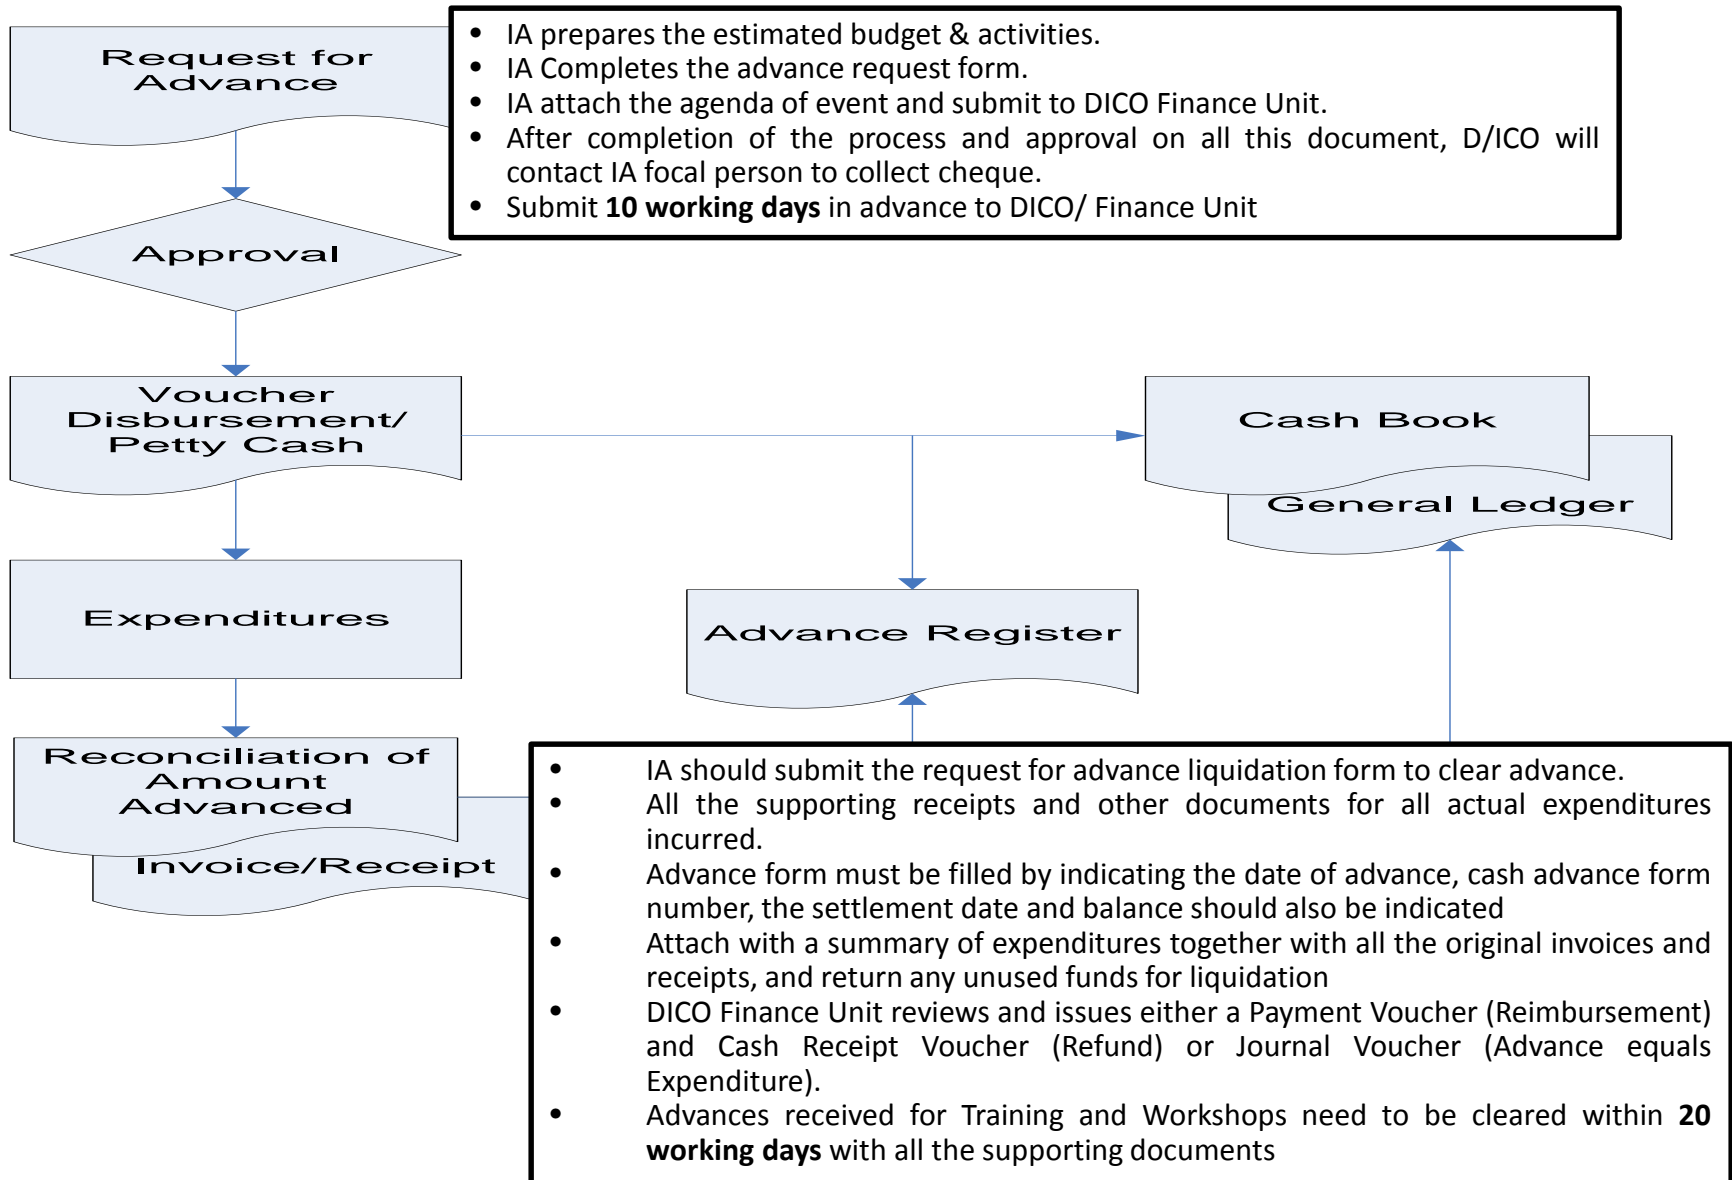 Request for
Advance
• IA prepares the estimated budget & activities.
• IA Completes the advance request form.
• IA attach the agenda of event and submit to DICO Finance Unit.
• After completion of the process and approval on all this document, D/ICO will
contact IA focal person to collect cheque.
• Submit 10 working days in advance to DICO/ Finance Unit
Approval
Voucher
Disbursement/
Petty Cash
Cash Book
General Ledger
Expenditures
Advance Register
Reconciliation of
Amount
Advanced
Invoice/Receipt
• IA should submit the request for advance liquidation form to clear advance.
• All the supporting receipts and other documents for all actual expenditures
incurred.
• Advance form must be filled by indicating the date of advance, cash advance form
number, the settlement date and balance should also be indicated
• Attach with a summary of expenditures together with all the original invoices and
receipts, and return any unused funds for liquidation
• DICO Finance Unit reviews and issues either a Payment Voucher (Reimbursement)
and Cash Receipt Voucher (Refund) or Journal Voucher (Advance equals
Expenditure).
• Advances received for Training and Workshops need to be cleared within 20
working days with all the supporting documents